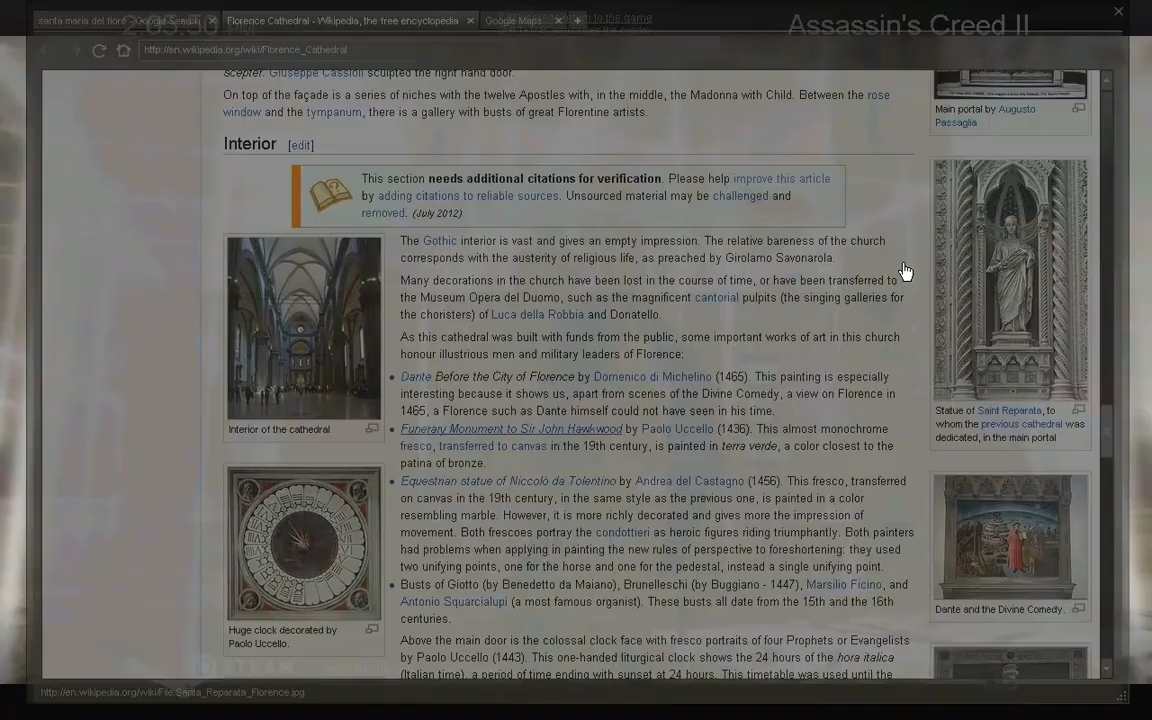 santa maria del fiore - Google Search
Florence Cathedral - Wikipedia, the free encyclopedia
Google Maps
to the game
Assassin's Creed II
http://en.wikipedia.org/wiki/Florence_Cathedral
Scepter. Giuseppe Cassioli sculpted the right hand door.
On top of the façade is a series of niches with the twelve Apostles with, in the middle, the Madonna with Child. Between the rose
window and the tympanum, there is a gallery with busts of great Florentine artists.
Interior [edit]
This section needs additional citations for verification. Please help improve this article
by adding citations to reliable sources. Unsourced material may be challenged and
removed. (July 2012)
The Gothic interior is vast and gives an empty impression. The relative bareness of the church
corresponds with the austerity of religious life, as preached by Girolamo Savonarola.
Many decorations in the church have been lost in the course of time, or have been transferred to
the Museum Opera del Duomo, such as the magnificent cantorial pulpits (the singing galleries for
the choristers) of Luca della Robbia and Donatello.
As this cathedral was built with funds from the public, some important works of art in this church
honour illustrious men and military leaders of Florence:
• Dante Before the City of Florence by Domenico di Michelino (1465). This painting is especially
interesting because it shows us, apart from scenes of the Divine Comedy, a view on Florence in
1465, a Florence such as Dante himself could not have seen in his time.
• Funerary Monument to Sir John Hawkwood by Paolo Uccello (1436). This almost monochrome
fresco, transferred to canvas in the 19th century, is painted in terra verde, a color closest to the
patina of bronze.
• Equestrian statue of Niccolò da Tolentino by Andrea del Castagno (1456). This fresco, transferred
on canvas in the 19th century, in the same style as the previous one, is painted in a color
resembling marble. However, it is more richly decorated and gives more the impression of
movement. Both frescoes portray the condottieri as heroic figures riding triumphantly. Both painters
had problems when applying in painting the new rules of perspective to foreshortening: they used
two unifying points, one for the horse and one for the pedestal, instead a single unifying point.
• Busts of Giotto (by Benedetto da Maiano), Brunelleschi (by Buggiano - 1447), Marsilio Ficino, and
Antonio Squarcialupi (a most famous organist). These busts all date from the 15th and the 16th
centuries.
Above the main door is the colossal clock face with fresco portraits of four Prophets or Evangelists
by Paolo Uccello (1443). This one-handed liturgical clock shows the 24 hours of the hora italica
(Italian time), a period of time ending with sunset at 24 hours. This timetable was used until the
Interior of the cathedral
Huge clock decorated by
Paolo Uccello.
Main portal by Augusto
Passaglia
Statue of Saint Reparata, to
whom the previous cathedral was
dedicated, in the main portal
Dante and the Divine Comedy.
http://en.wikipedia.org/wiki/File:Santa_Reparata_Florence.jpg